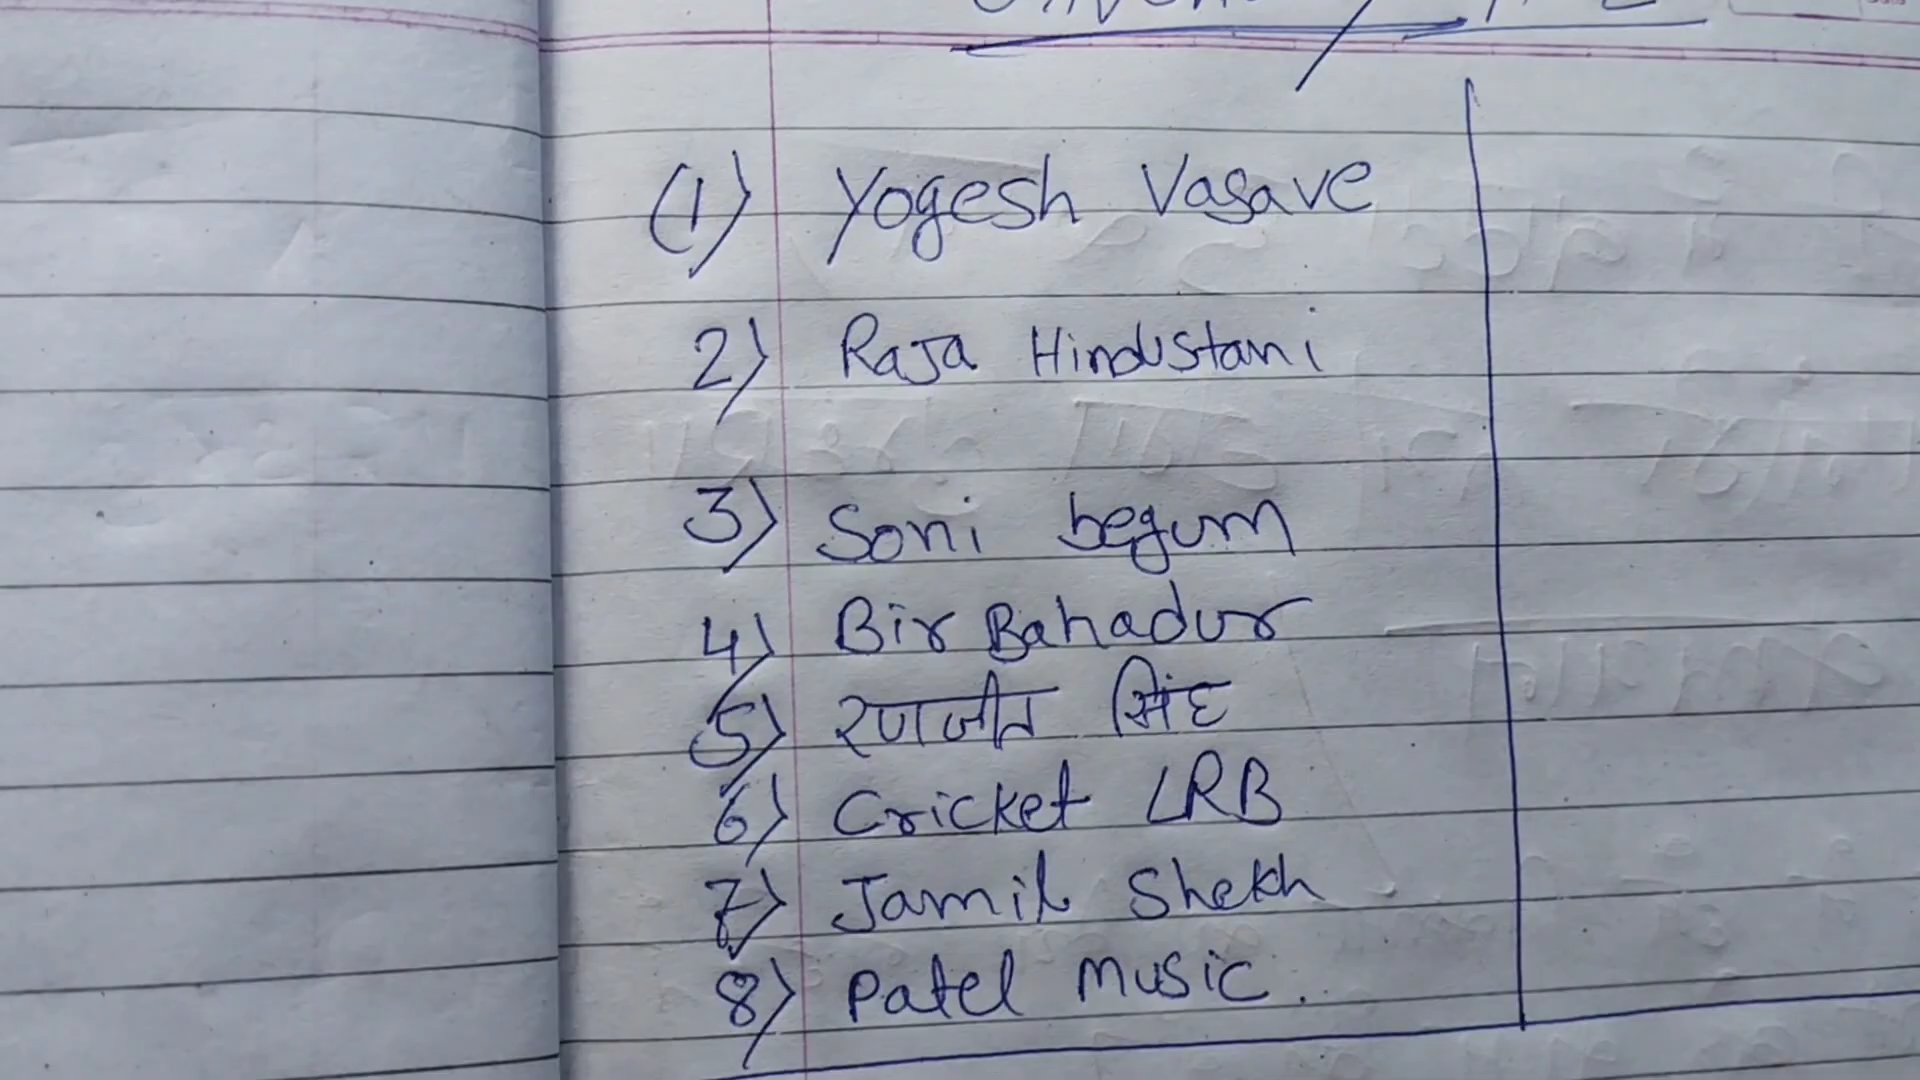 (1) Yogesh Vasave
2) Raja Hindustani
3) Soni begum
4) Bir Bahadur
5) रणजीत सिंह
6) Cricket LRB
7) Jamil Shekh
8) Patel Music.